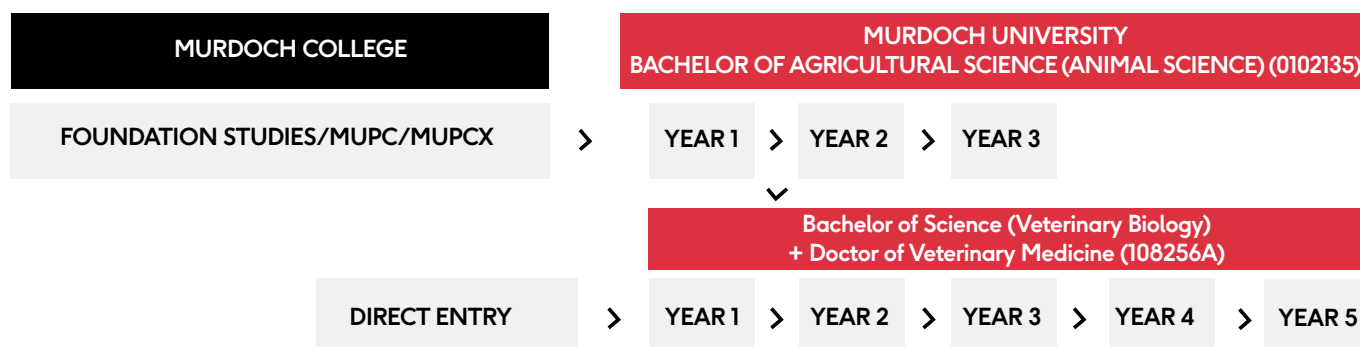 MURDOCH COLLEGE
MURDOCH UNIVERSITY
BACHELOR OF AGRICULTURAL SCIENCE (ANIMAL SCIENCE) (0102135)
FOUNDATION STUDIES/MUPC/MUPCX > YEAR 1 > YEAR 2 > YEAR 3
Bachelor of Science (Veterinary Biology)
+ Doctor of Veterinary Medicine (108256A)
DIRECT ENTRY > YEAR 1 > YEAR 2 > YEAR 3 > YEAR 4 > YEAR 5